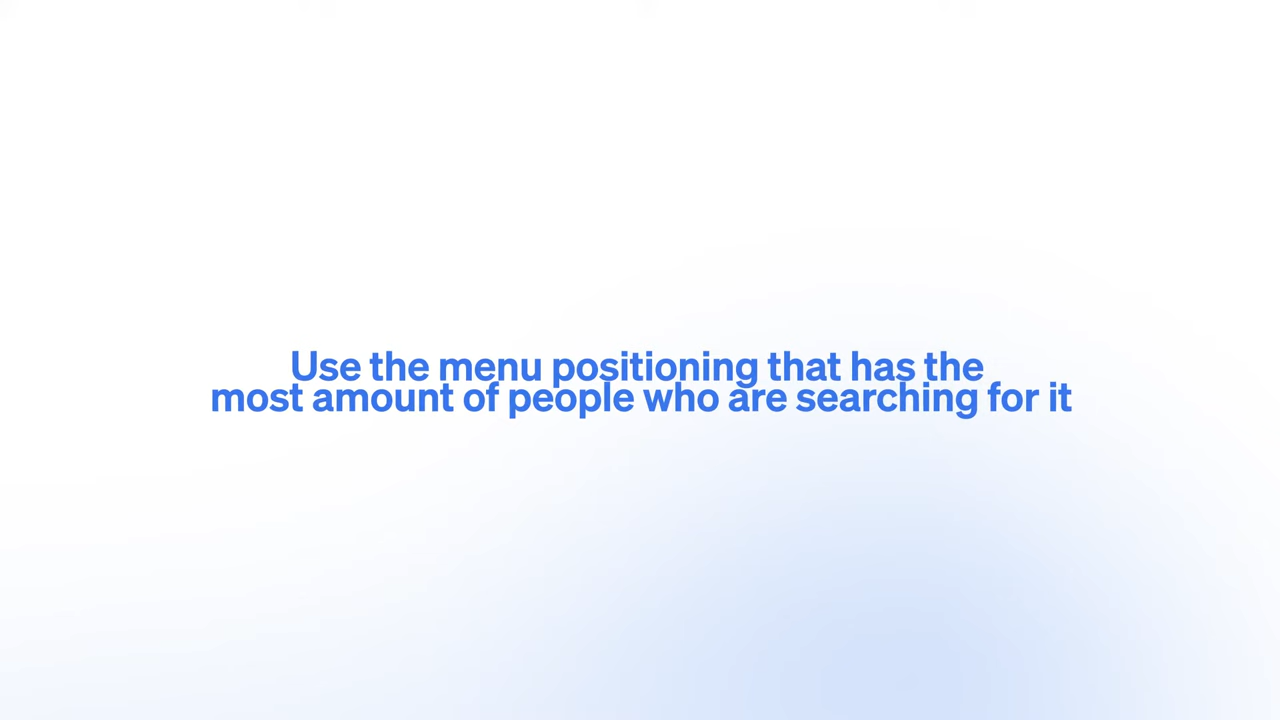 Use the menu positioning that has the
most amount of people who are searching for it